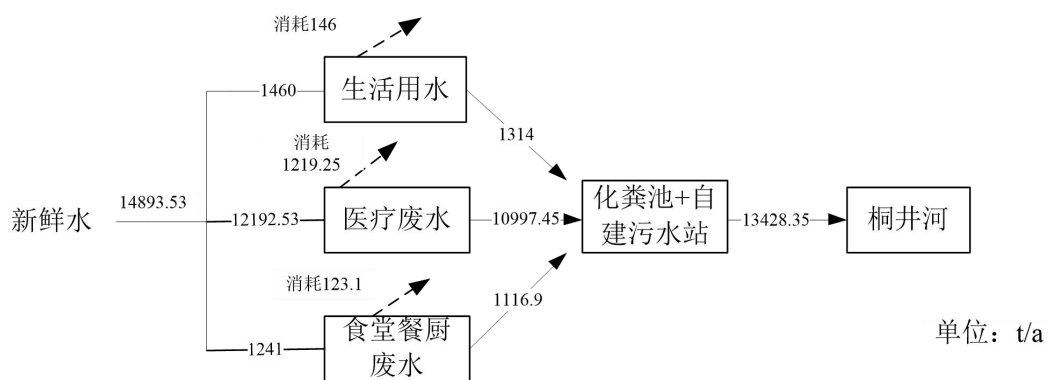 消耗146
1460
生活用水
1314
消耗
1219.25
新鲜水
14893.53
12192.53
医疗废水
10997.45
化粪池+自
建污水站
13428.35
桐井河
消耗123.1
1116.9
1241
食堂餐厨
废水
单位：t/a